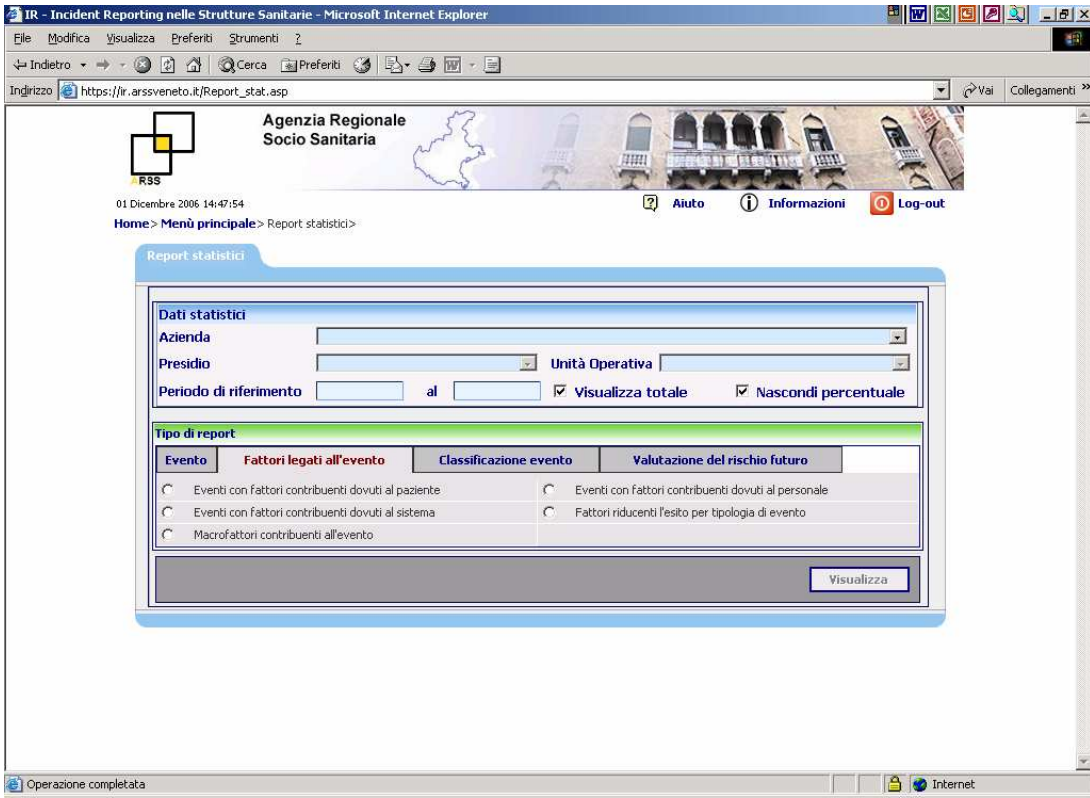 IR - Incident Reporting nelle Strutture Sanitarie - Microsoft Internet Explorer
File Modifica Visualizza Preferiti Strumenti ?
Indietro Cerca Preferiti
Indirizzo https://ir.arssveneto.it/Report_stat.asp Vai Collegamenti »
Agenzia Regionale
Socio Sanitaria
ARSS
01 Dicembre 2006 14:47:54 Aiuto Informazioni Log-out
Home> Menù principale> Report statistici>
Report statistici
Dati statistici
Azienda
Presidio Unità Operativa
Periodo di riferimento al Visualizza totale Nascondi percentuale
Tipo di report
Evento Fattori legati all'evento Classificazione evento Valutazione del rischio futuro
Eventi con fattori contribuenti dovuti al paziente Eventi con fattori contribuenti dovuti al personale
Eventi con fattori contribuenti dovuti al sistema Fattori riducenti l'esito per tipologia di evento
Macrofattori contribuenti all'evento
Visualizza
Operazione completata Internet